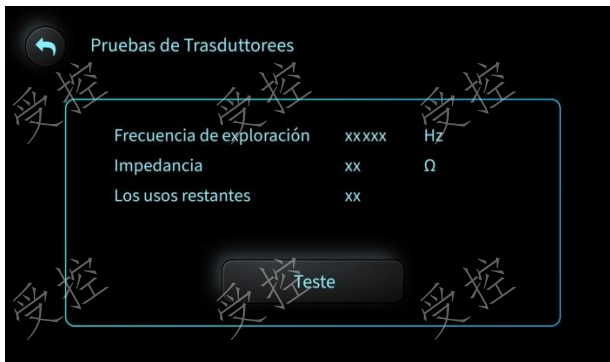 Pruebas de Trasduttorees
Frecuencia de exploración xxxxx Hz
Impedancia xx Ω
Los usos restantes xx
Teste
受控
受控
受控
受控
受控
受控